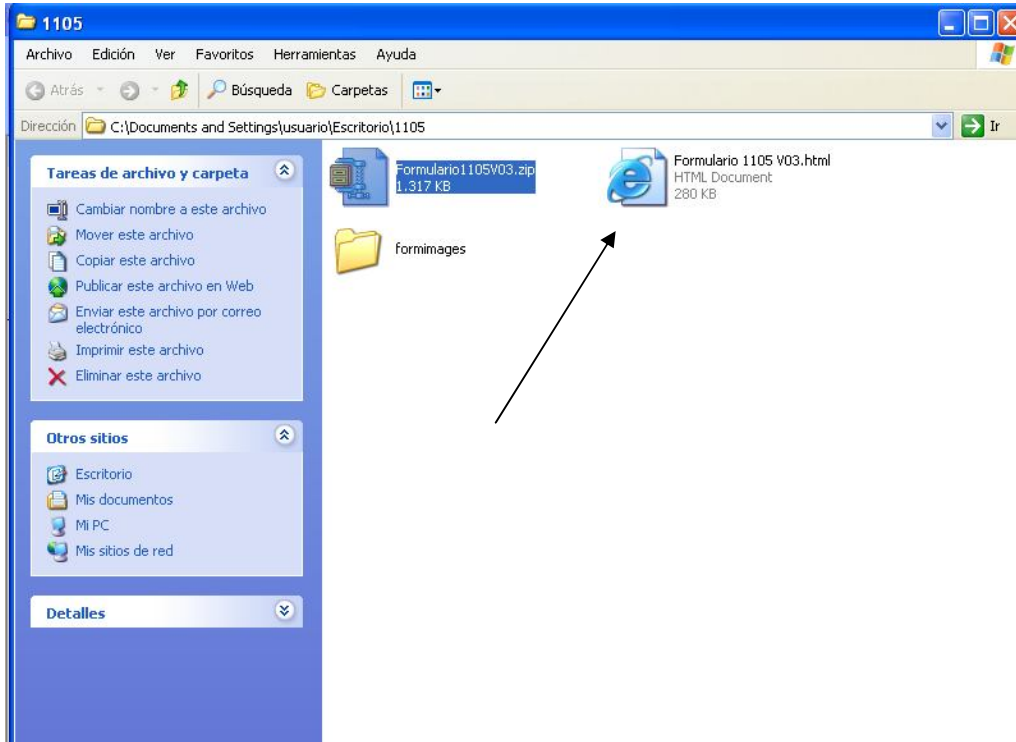 1105
Archivo Edición Ver Favoritos Herramientas Ayuda
Atrás Búsqueda Carpetas
Dirección C:\Documents and Settings\usuario\Escritorio\1105 Ir
Tareas de archivo y carpeta
Cambiar nombre a este archivo
Mover este archivo
Copiar este archivo
Publicar este archivo en Web
Enviar este archivo por correo
electrónico
Imprimir este archivo
Eliminar este archivo
Otros sitios
Escritorio
Mis documentos
Mi PC
Mis sitios de red
Detalles
Formulario1105V03.zip
1.317 KB
Formulario 1105 V03.html
HTML Document
280 KB
formimages